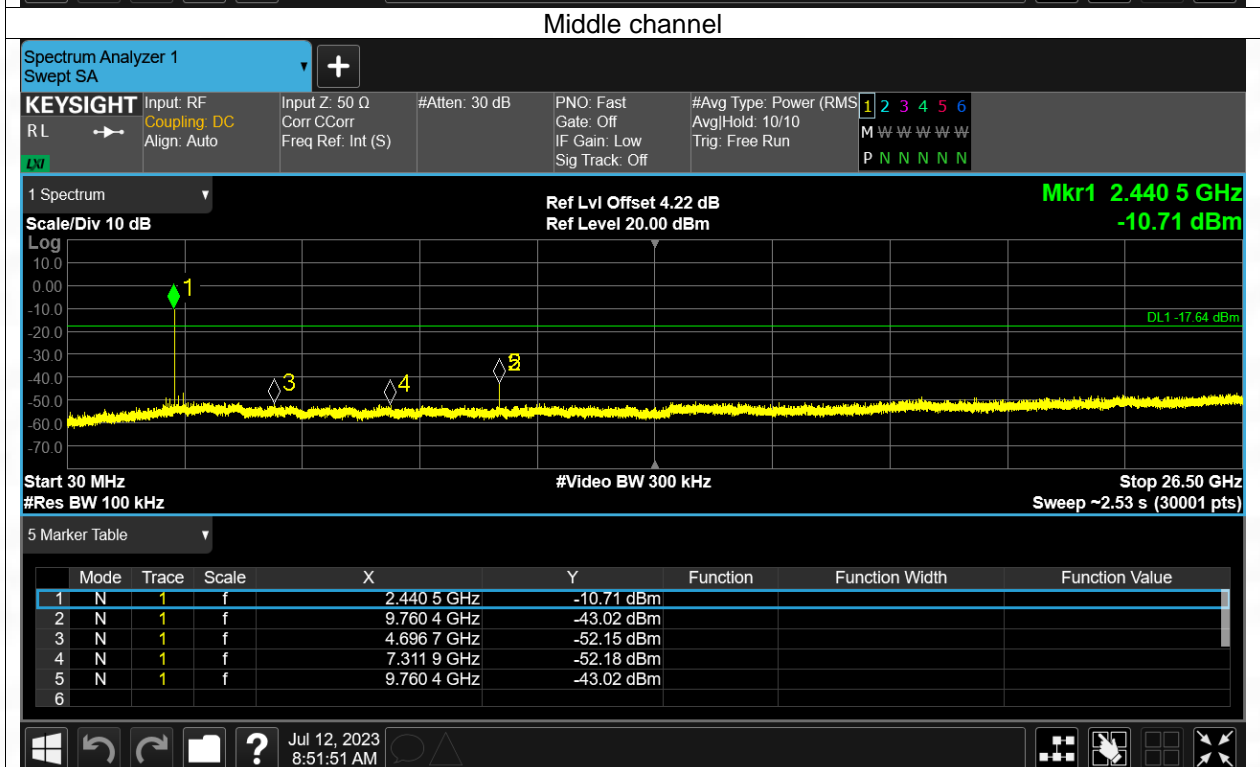 Middle channel
Spectrum Analyzer 1
Swept SA
+
KEYSIGHT Input: RF Input Z: 50 Ω #Atten: 30 dB PNO: Fast #Avg Type: Power (RMS 1 2 3 4 5 6
R L Coupling: DC Corr CCorr Gate: Off Avg|Hold: 10/10 M W W W W W
Align: Auto Freq Ref: Int (S) IF Gain: Low Trig: Free Run
LXI Sig Track: Off P N N N N N
1 Spectrum Ref Lvl Offset 4.22 dB Mkr1 2.440 5 GHz
Scale/Div 10 dB Ref Level 20.00 dBm -10.71 dBm
Log
10.0
0.00 1
-10.0
DL1 -17.64 dBm
-20.0
-30.0
-40.0 3 4 5
-50.0
-60.0
-70.0
Start 30 MHz #Video BW 300 kHz Stop 26.50 GHz
#Res BW 100 kHz Sweep ~2.53 s (30001 pts)
5 Marker Table
Mode Trace Scale X Y Function Function Width Function Value
1 N 1 f 2.440 5 GHz -10.71 dBm
2 N 1 f 9.760 4 GHz -43.02 dBm
3 N 1 f 4.696 7 GHz -52.15 dBm
4 N 1 f 7.311 9 GHz -52.18 dBm
5 N 1 f 9.760 4 GHz -43.02 dBm
6
? Jul 12, 2023
8:51:51 AM